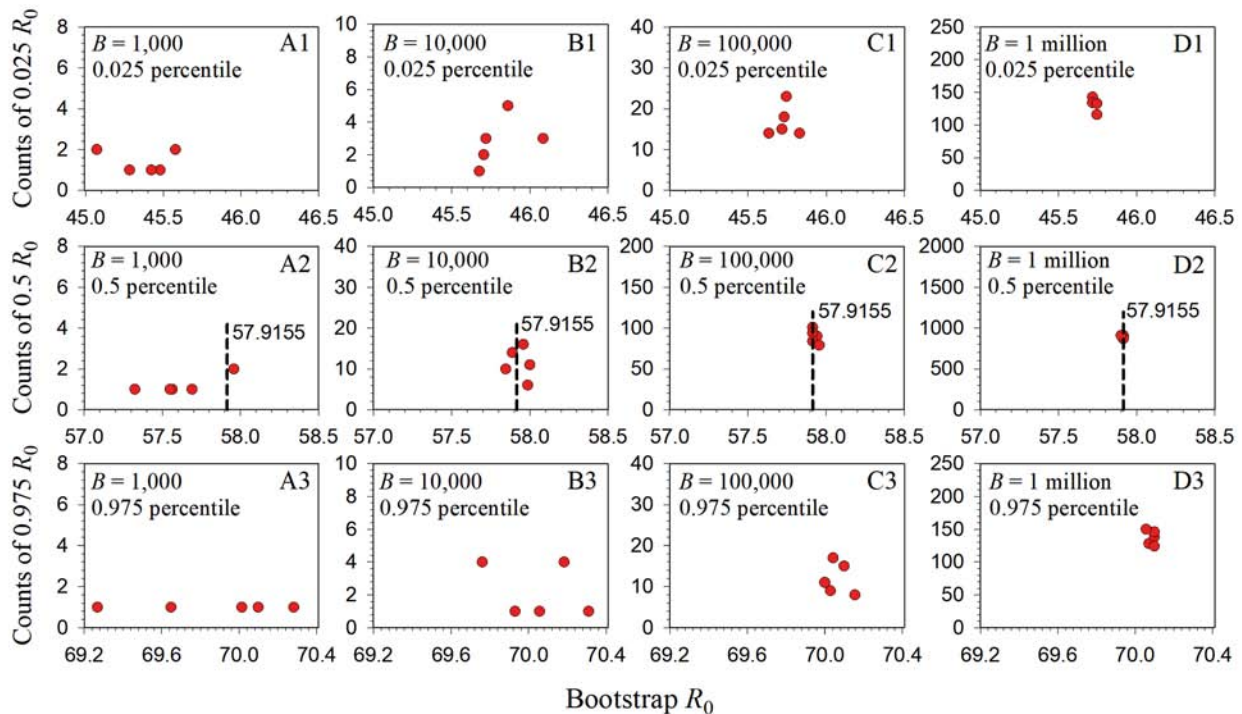 Counts of 0.025 R0
8
6
4
2
0
B = 1,000
0.025 percentile
A1
45.0 45.5 46.0 46.5
10
8
6
4
2
0
B = 10,000
0.025 percentile
B1
45.0 45.5 46.0 46.5
40
30
20
10
0
B = 100,000
0.025 percentile
C1
45.0 45.5 46.0 46.5
250
200
150
100
50
0
B = 1 million
0.025 percentile
D1
45.0 45.5 46.0 46.5
Counts of 0.5 R0
8
6
4
2
0
B = 1,000
0.5 percentile
A2
57.9155
57.0 57.5 58.0 58.5
40
30
20
10
0
B = 10,000
0.5 percentile
B2
57.9155
57.0 57.5 58.0 58.5
200
150
100
50
0
B = 100,000
0.5 percentile
C2
57.9155
57.0 57.5 58.0 58.5
2000
1500
1000
500
0
B = 1 million
0.5 percentile
D2
57.9155
57.0 57.5 58.0 58.5
Counts of 0.975 R0
8
6
4
2
0
B = 1,000
0.975 percentile
A3
69.2 69.6 70.0 70.4
10
8
6
4
2
0
B = 10,000
0.975 percentile
B3
69.2 69.6 70.0 70.4
40
30
20
10
0
B = 100,000
0.975 percentile
C3
69.2 69.6 70.0 70.4
250
200
150
100
50
0
B = 1 million
0.975 percentile
D3
69.2 69.6 70.0 70.4
Bootstrap R0